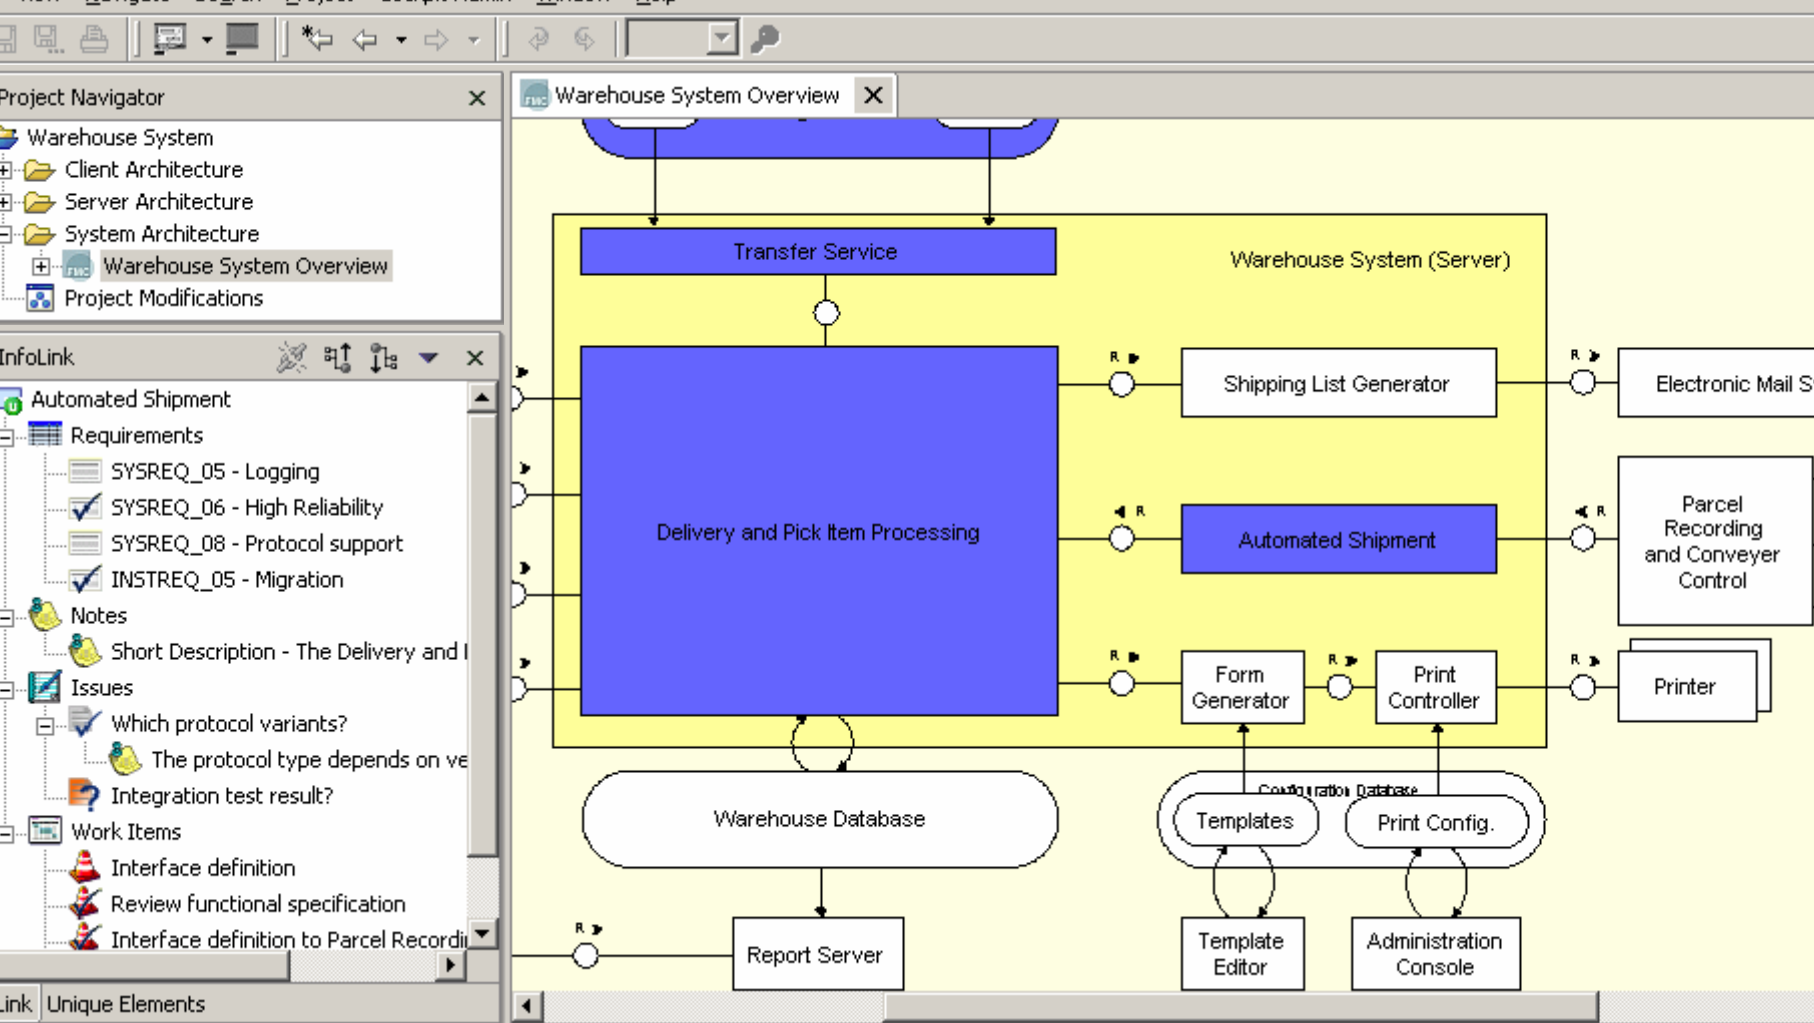 Project Navigator
Warehouse System
Client Architecture
Server Architecture
System Architecture
Warehouse System Overview
Project Modifications
InfoLink
Automated Shipment
Requirements
SYSREQ_05 - Logging
SYSREQ_06 - High Reliability
SYSREQ_08 - Protocol support
INSTREQ_05 - Migration
Notes
Short Description - The Delivery and
Issues
Which protocol variants?
The protocol type depends on ve
Integration test result?
Work Items
Interface definition
Review functional specification
Interface definition to Parcel Recordi
Link
Unique Elements
Warehouse System Overview
FMC
Transfer Service
Warehouse System (Server)
R
Shipping List Generator
R
Electronic Mail S
Delivery and Pick Item Processing
R
Automated Shipment
R
Parcel
Recording
and Conveyer
Control
R
Form
Generator
R
Print
Controller
R
Printer
Warehouse Database
Configuration Database
Templates
Print Config.
R
Report Server
Template
Editor
Administration
Console